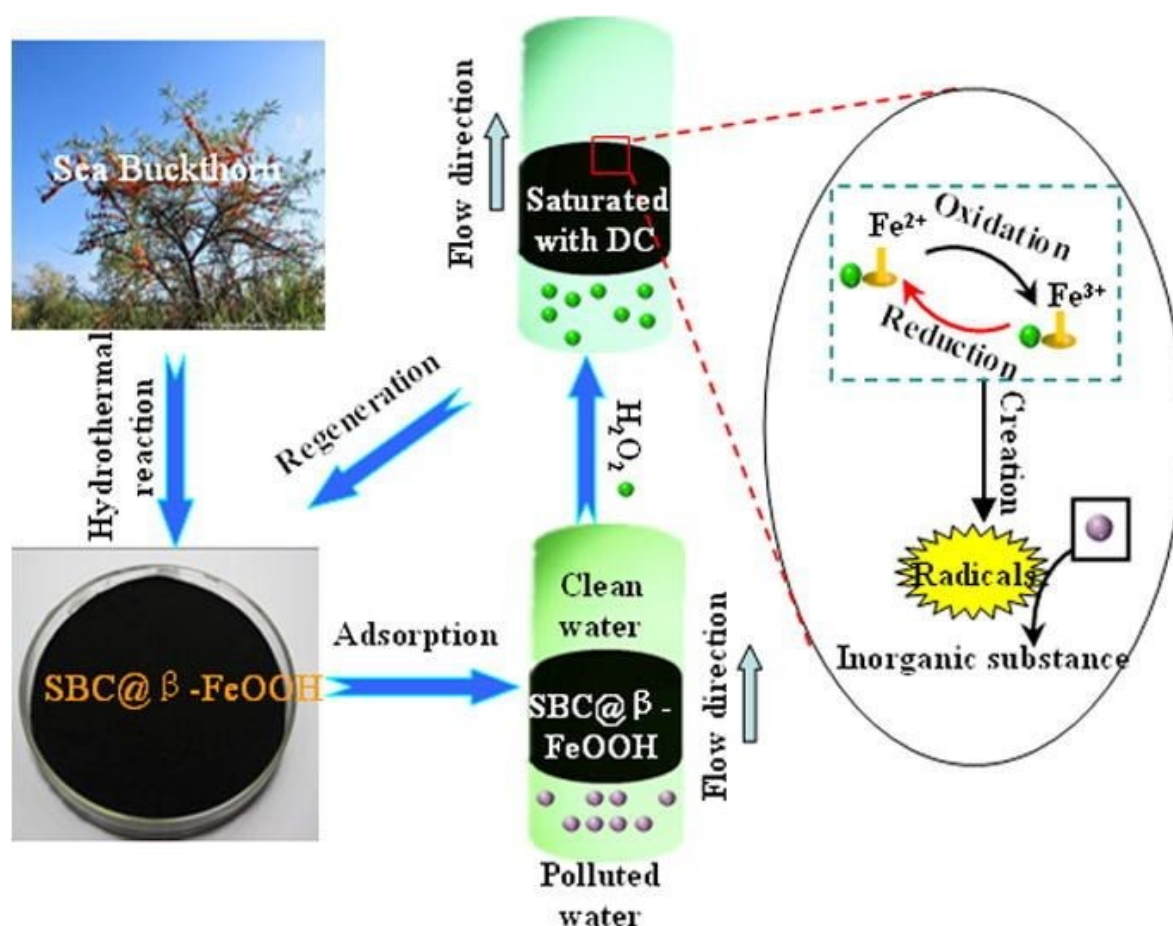 Sea Buckthorn
Flow direction
Saturated
with DC
Fe2+
Oxidation
Fe3+
Reduction
Creation
Radicals
Inorganic substance
Hydrothermal
reaction
Regeneration
H2O2
SBC@β-FeOOH
Adsorption
Clean
water
SBC@β-
FeOOH
Flow direction
Polluted
water